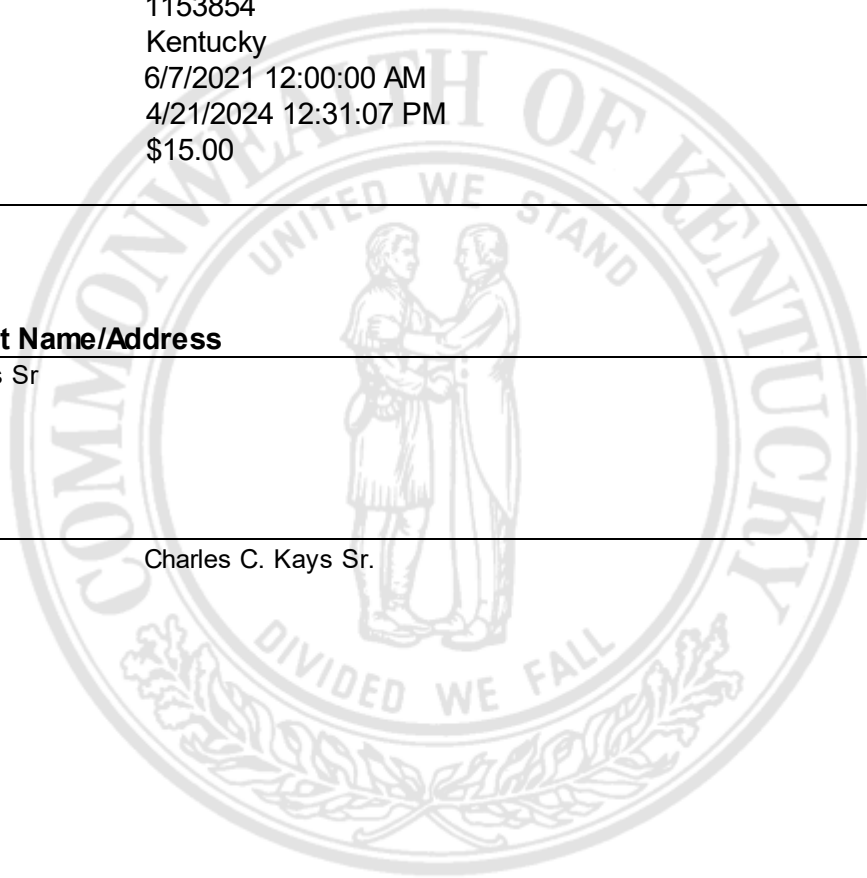 1153854
Kentucky
6/7/2021 12:00:00 AM
4/21/2024 12:31:07 PM
$15.00
t Name/Address
s Sr
Charles C. Kays Sr.
COMMONWEALTH OF KENTUCKY
UNITED WE STAND
DIVIDED WE FALL